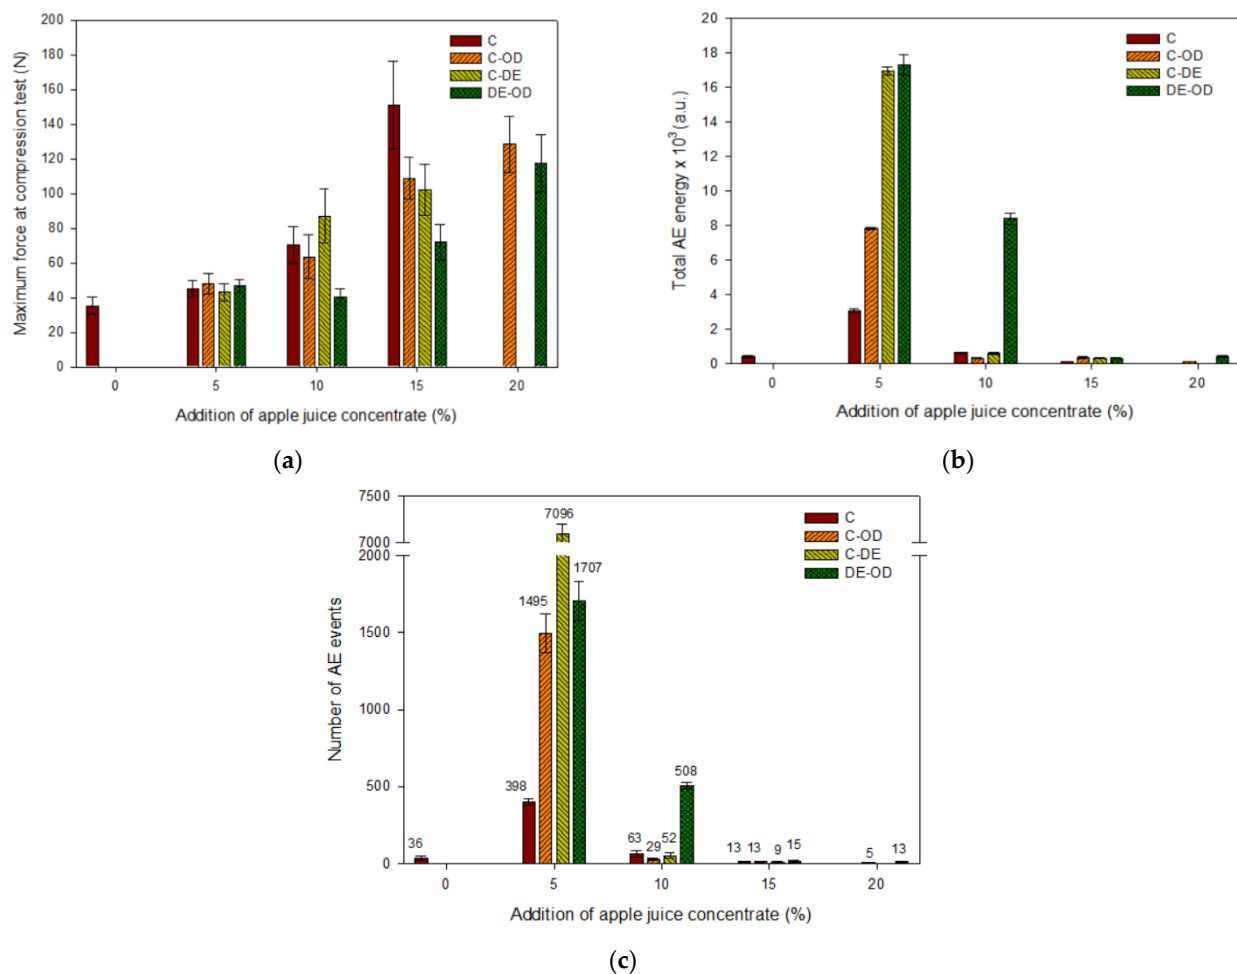 Maximum force at compression test (N)
200
180
160
140
120
100
80
60
40
20
0
C
C-OD
C-DE
DE-OD
0 5 10 15 20
Addition of apple juice concentrate (%)
(a)
Total AE energy x 10³ (a.u.)
20
18
16
14
12
10
8
6
4
2
0
C
C-OD
C-DE
DE-OD
0 5 10 15 20
Addition of apple juice concentrate (%)
(b)
Number of AE events
7500
7000
2000
1500
1000
500
0
C
C-OD
C-DE
DE-OD
36
398
1495
7096
1707
63
29
52
508
13
13
9
15
5
13
0 5 10 15 20
Addition of apple juice concentrate (%)
(c)